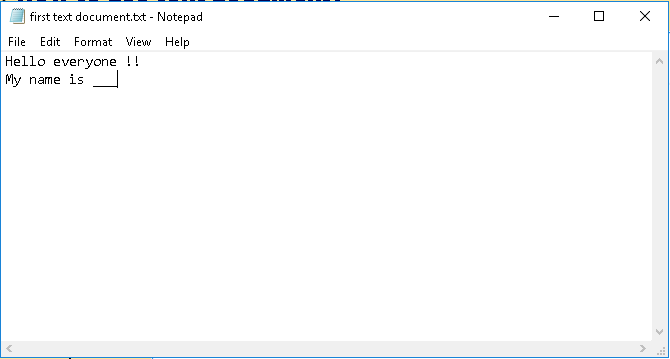 first text document.txt - Notepad
File Edit Format View Help
Hello everyone !!
My name is ___